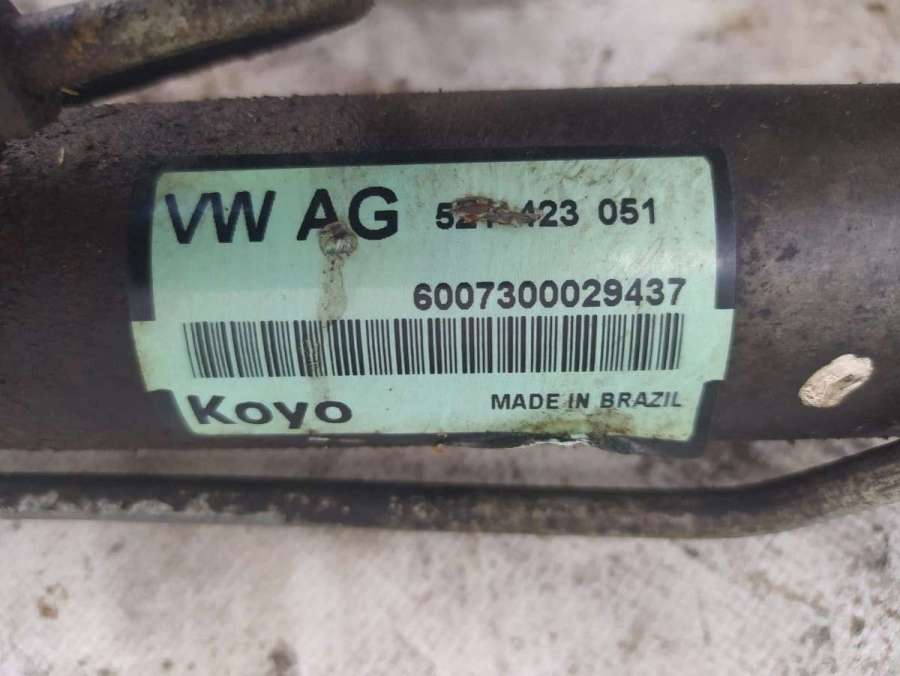 VW AG 423 051
6007300029437
Koyo MADE IN BRAZIL